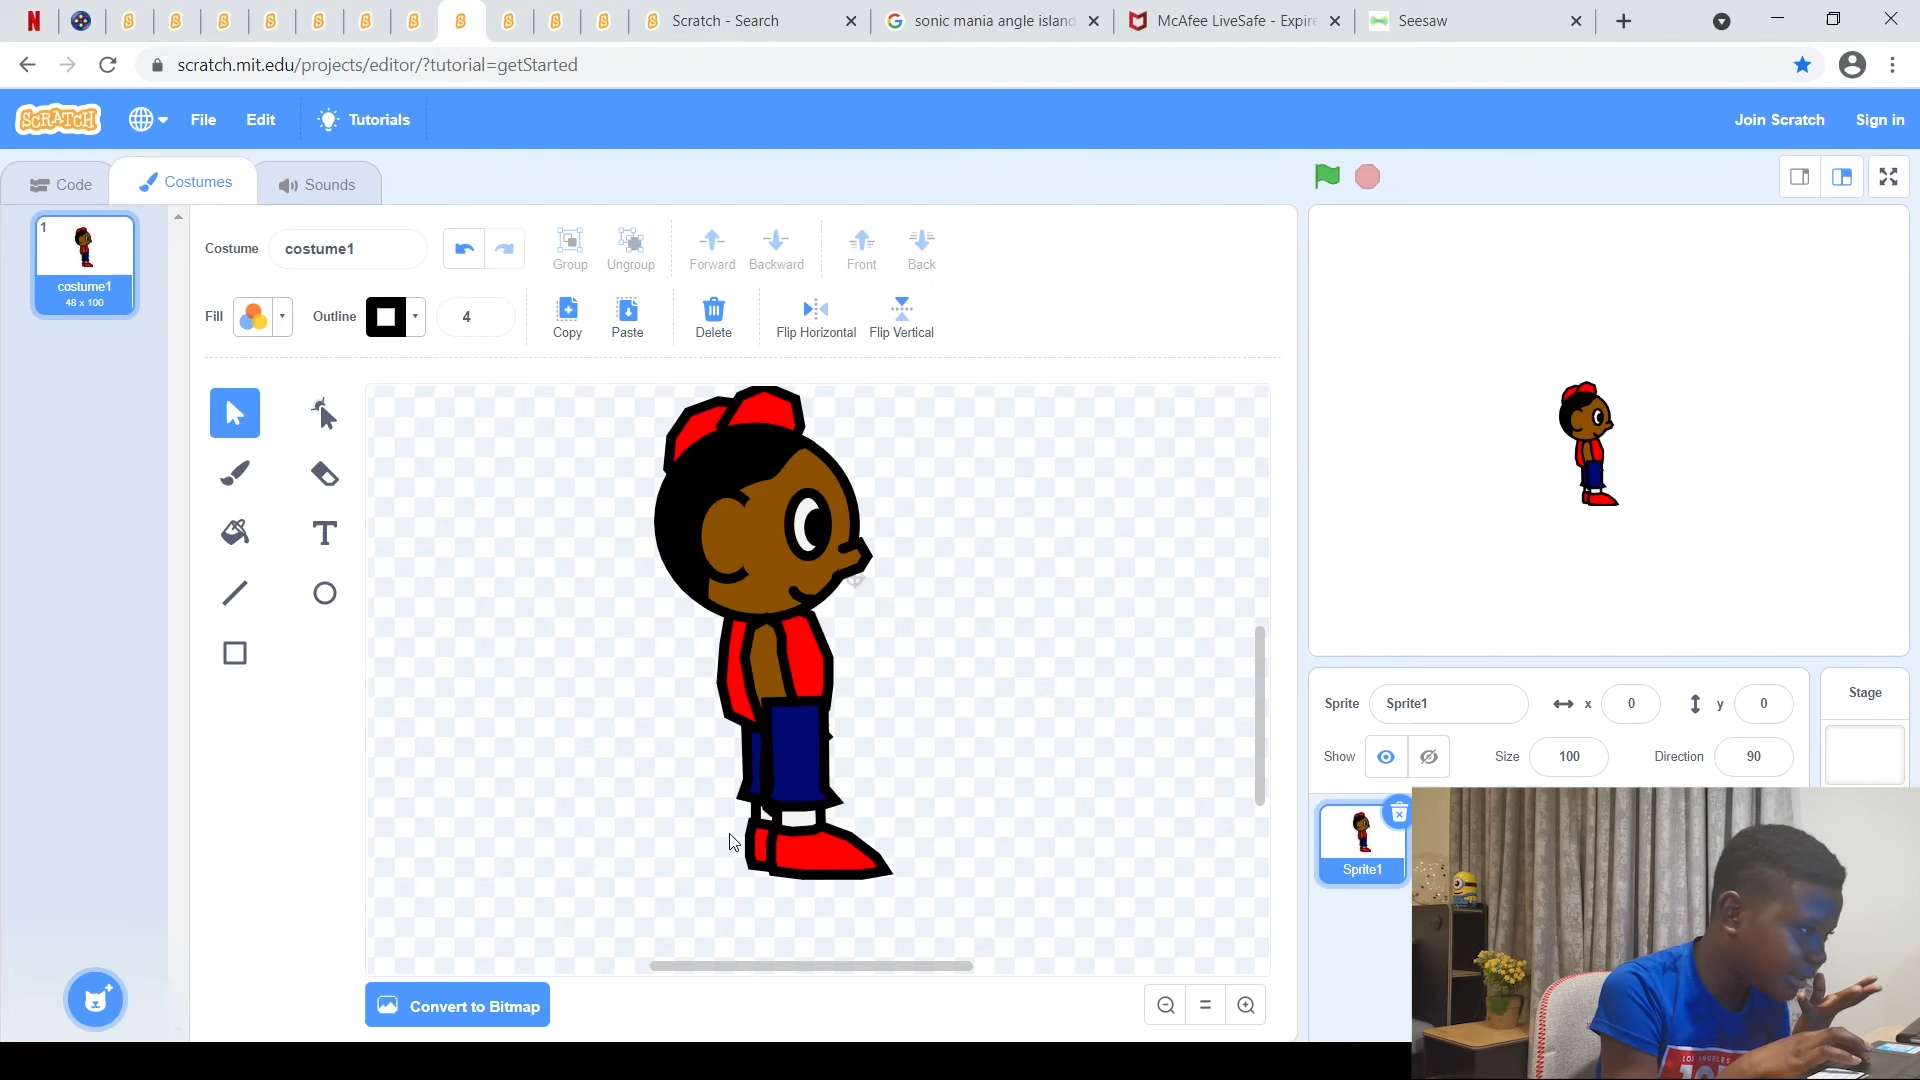 Scratch - Search
sonic mania angle island
McAfee LiveSafe - Expire
Seesaw
scratch.mit.edu/projects/editor/?tutorial=getStarted
SCRATCH
File
Edit
Tutorials
Join Scratch
Sign in
Code
Costumes
Sounds
1
costume1
48 x 100
Costume
costume1
Group
Ungroup
Forward
Backward
Front
Back
Fill
Outline
4
Copy
Paste
Delete
Flip Horizontal
Flip Vertical
T
Convert to Bitmap
Sprite
Sprite1
x
0
y
0
Show
Size
100
Direction
90
Stage
Sprite1
LOS ANGELES